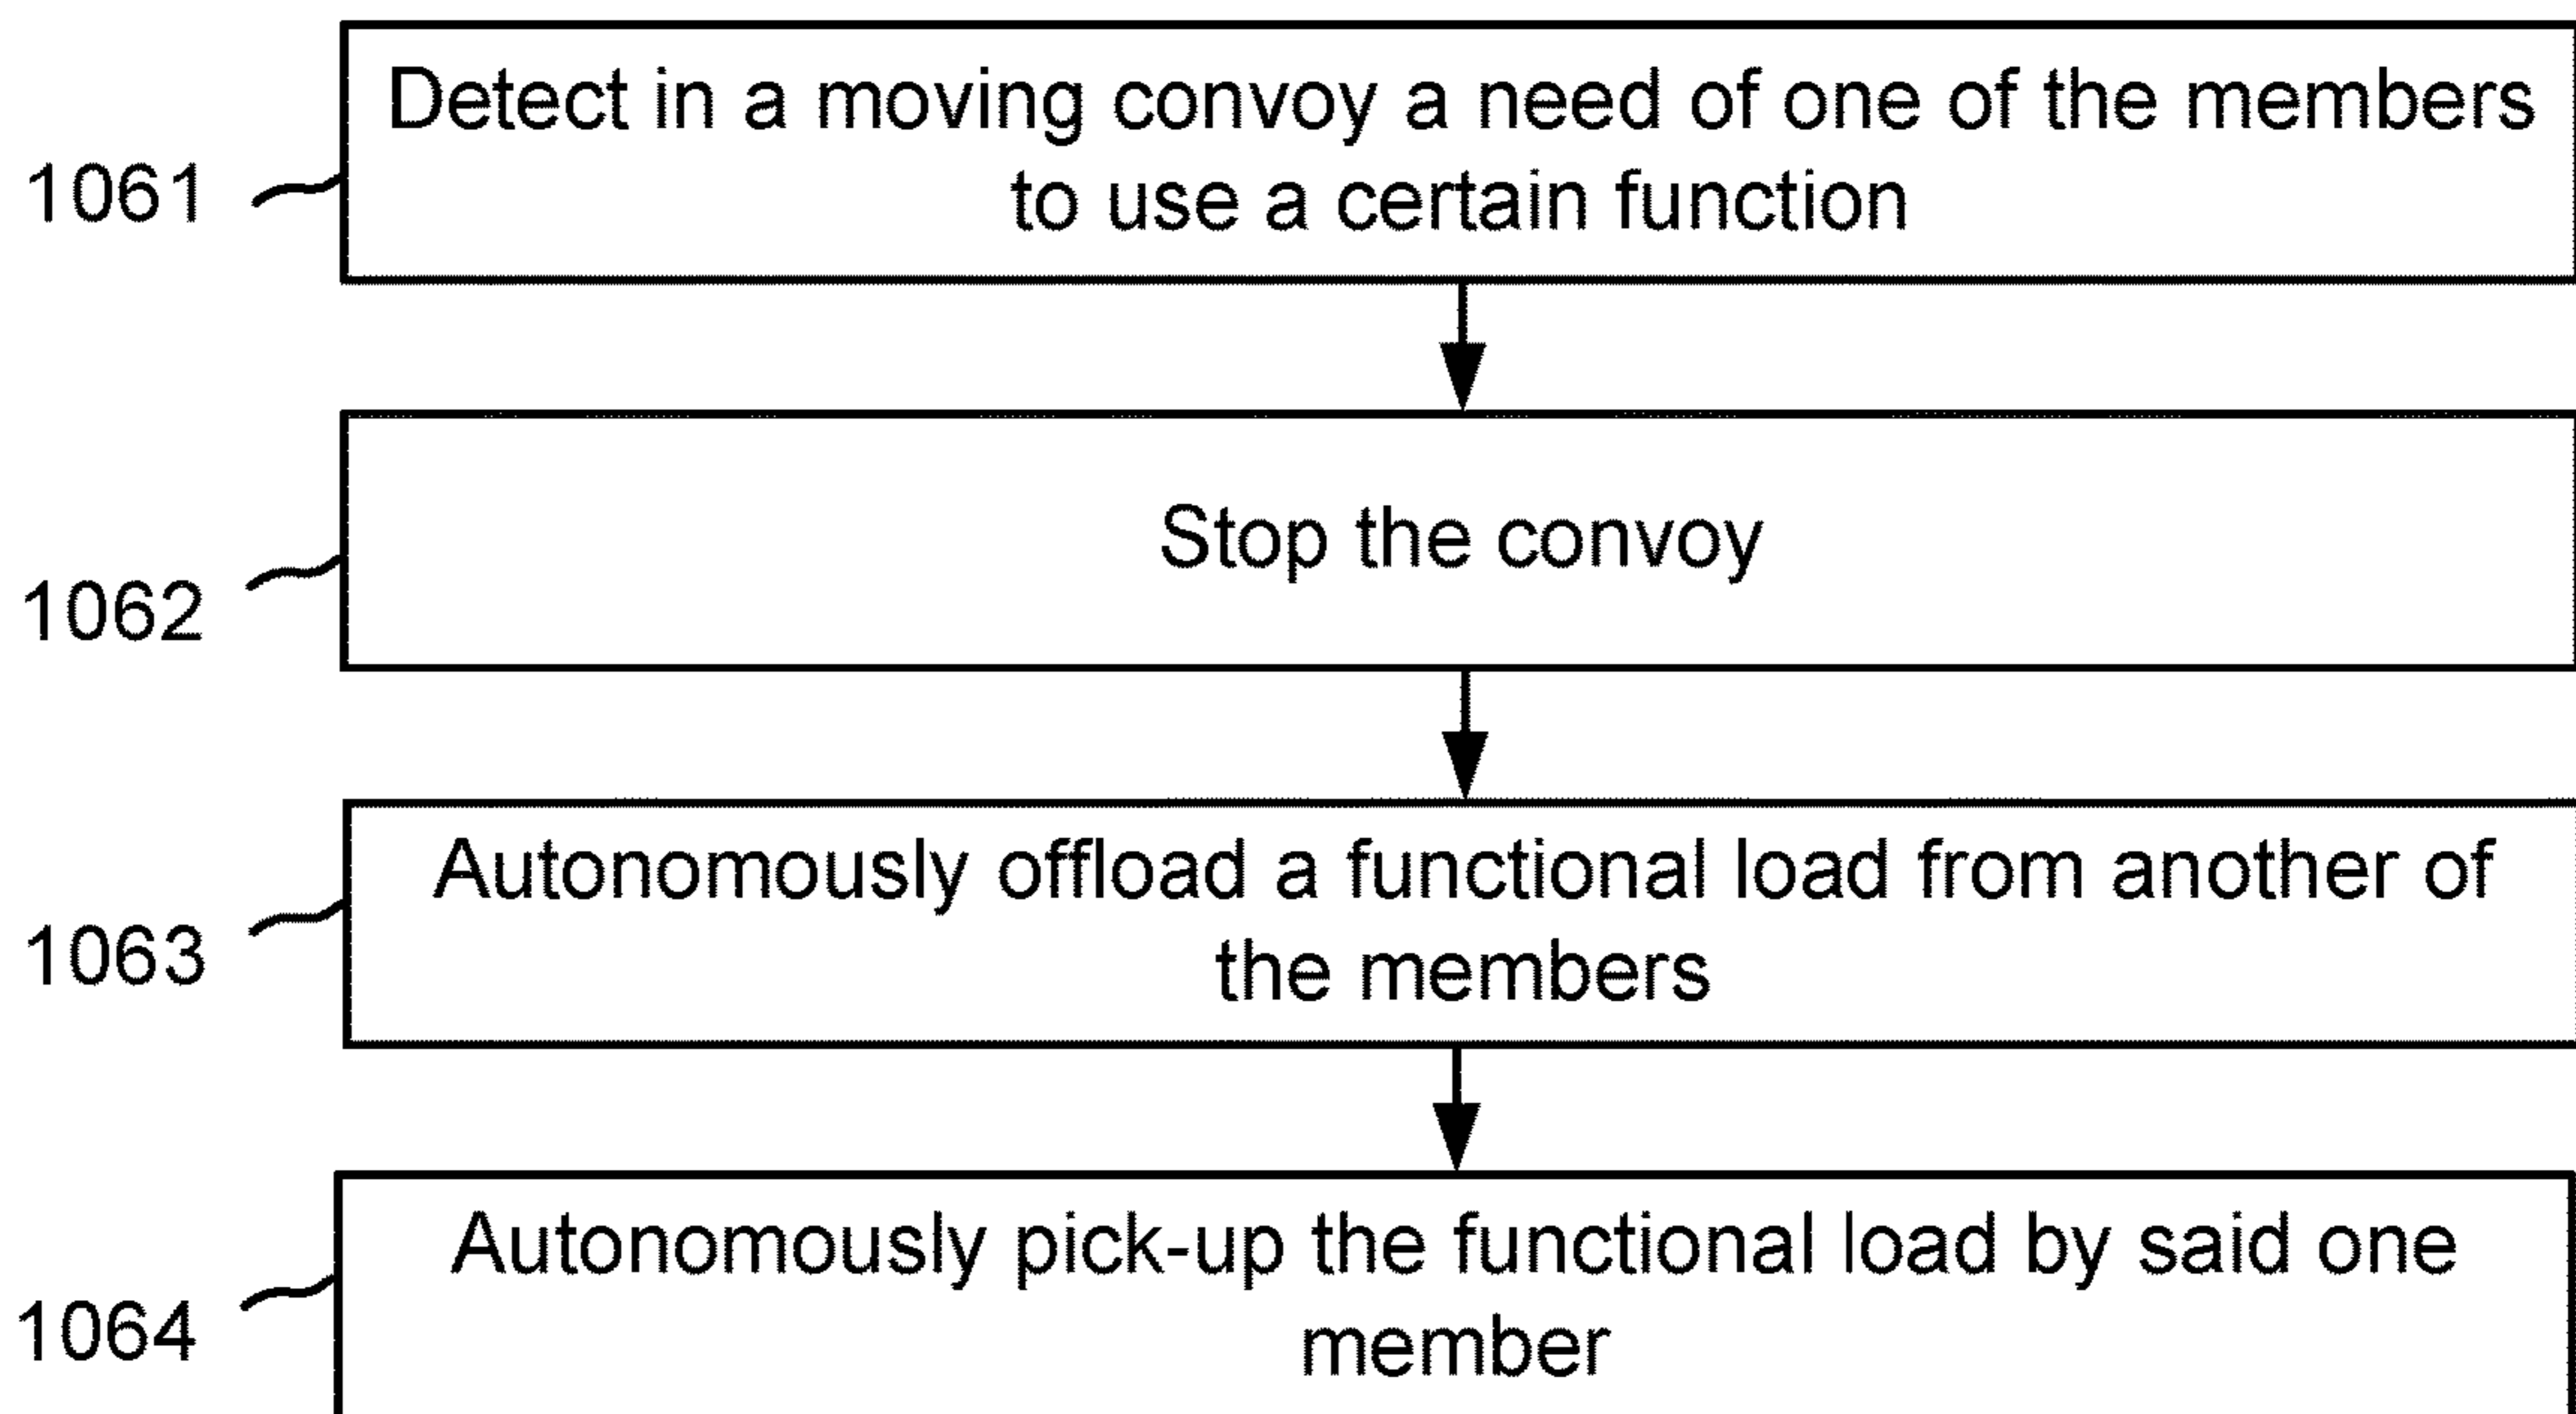 Detect in a moving convoy a need of one of the members
to use a certain function
1061
Stop the convoy
1062
Autonomously offload a functional load from another of
the members
1063
Autonomously pick-up the functional load by said one
member
1064